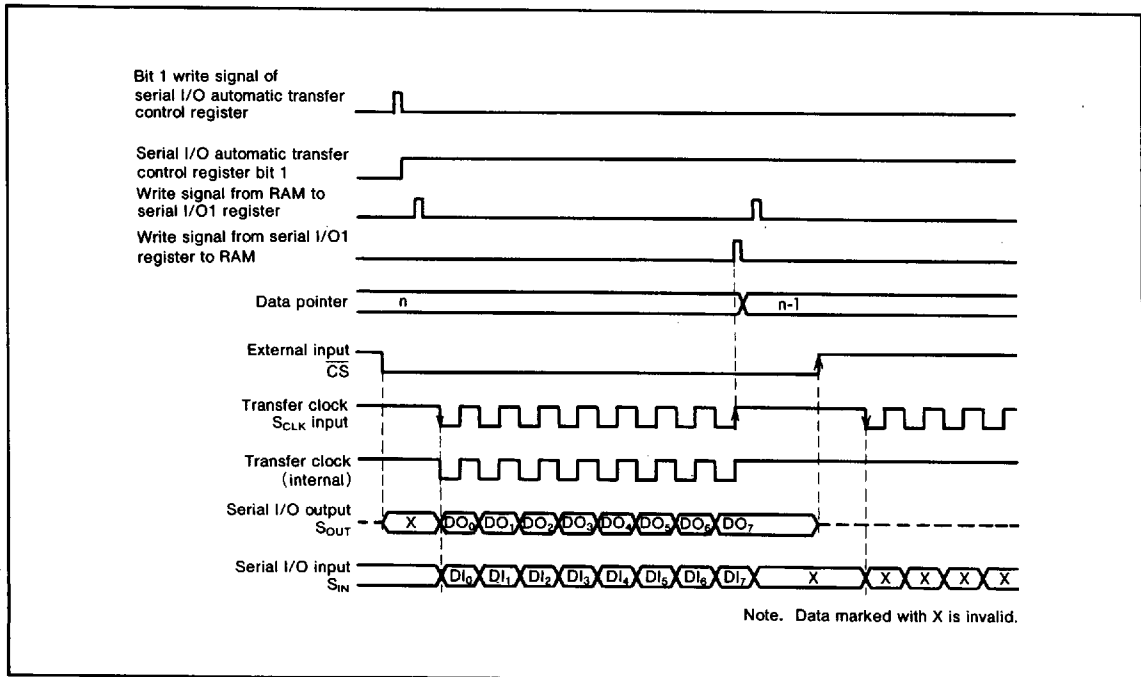 Bit 1 write signal of
serial I/O automatic transfer
control register
Serial I/O automatic transfer
control register bit 1
Write signal from RAM to
serial I/O1 register
Write signal from serial I/O1
register to RAM
Data pointer
n
n-1
External input
CS
Transfer clock
SCLK input
Transfer clock
(internal)
Serial I/O output
SOUT
X DO0 DO1 DO2 DO3 DO4 DO5 DO6 DO7
Serial I/O input
SIN
DI0 DI1 DI2 DI3 DI4 DI5 DI6 DI7 X X X X X
Note. Data marked with X is invalid.